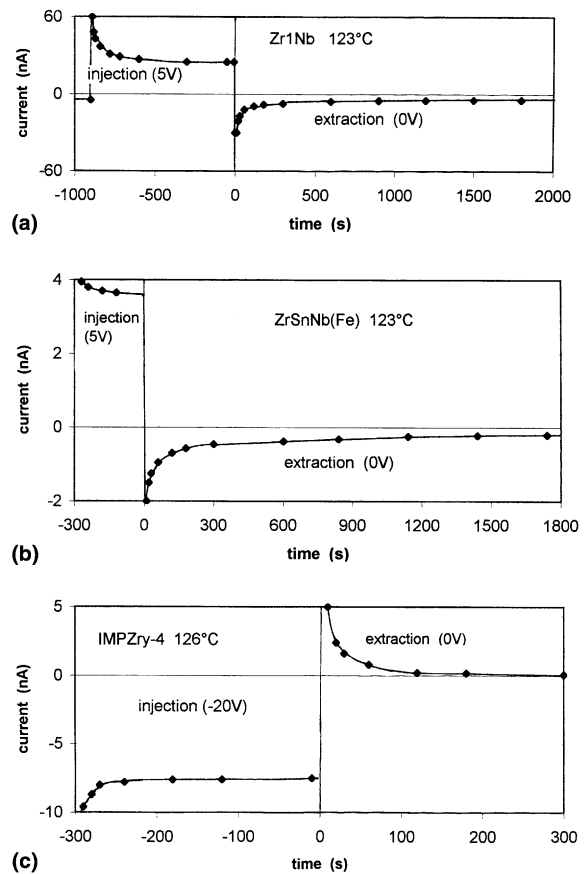 60
Zr1Nb 123°C
injection (5V)
0
extraction (0V)
-60
current (nA)
-1000 -500 0 500 1000 1500 2000
(a)
time (s)
4
injection
(5V)
ZrSnNb(Fe) 123°C
2
0
extraction (0V)
-2
current (nA)
-300 0 300 600 900 1200 1500 1800
(b)
time (s)
5
IMPZry-4 126°C
extraction (0V)
0
injection (-20V)
-5
-10
current (nA)
-300 -200 -100 0 100 200 300
(c)
time (s)